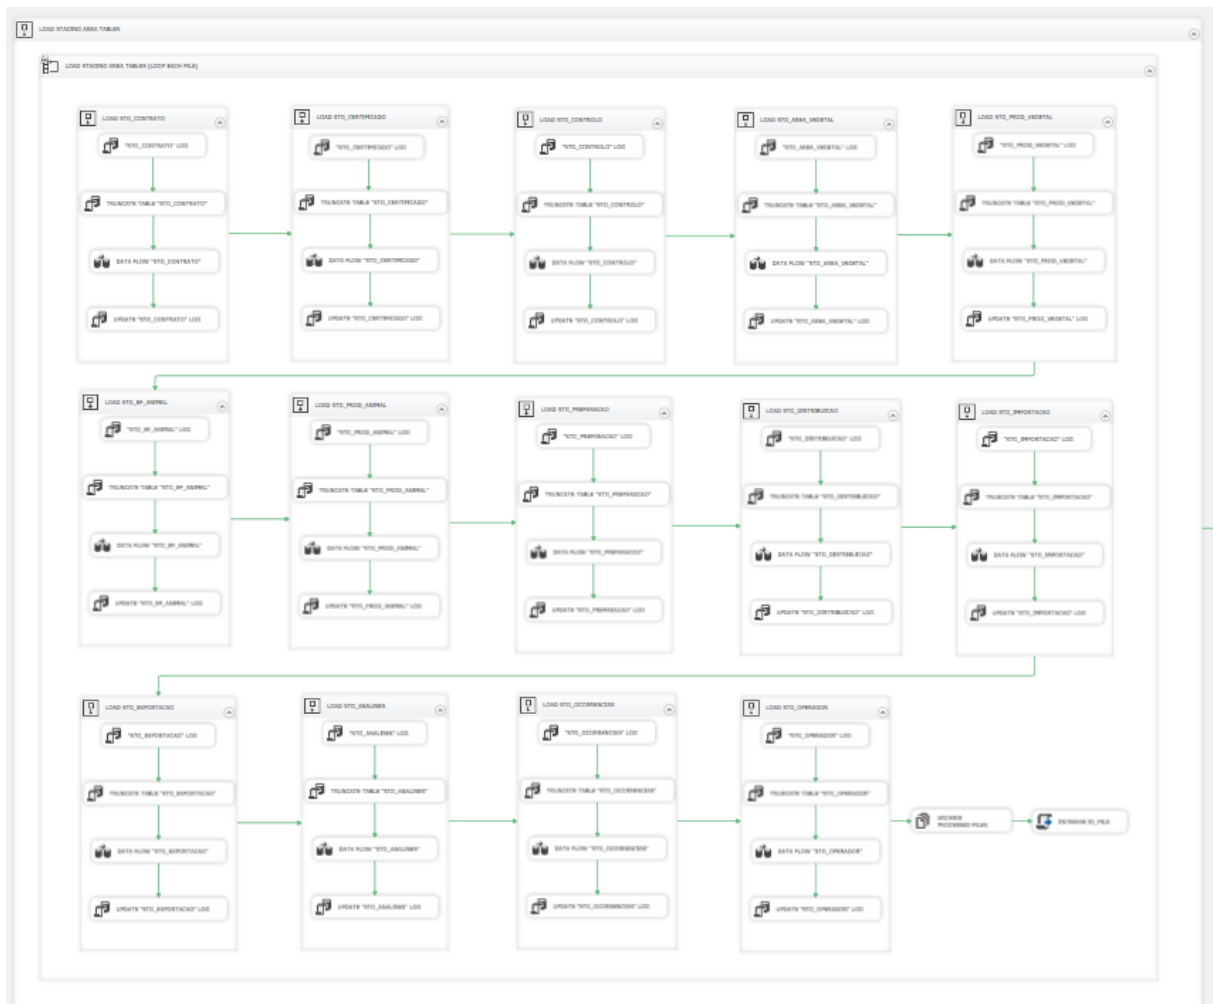 LOAD STAGING AREA TABLES
LOAD STAGING AREA TABLES (LOOP EACH FILE)
LOAD STG_CONTRATO
"STG_CONTRATO" LOG
TRUNCATE TABLE "STG_CONTRATO"
DATA FLOW "STG_CONTRATO"
UPDATE "STG_CONTRATO" LOG
LOAD STG_CERTIFICADO
"STG_CERTIFICADO" LOG
TRUNCATE TABLE "STG_CERTIFICADO"
DATA FLOW "STG_CERTIFICADO"
UPDATE "STG_CERTIFICADO" LOG
LOAD STG_CONTROLO
"STG_CONTROLO" LOG
TRUNCATE TABLE "STG_CONTROLO"
DATA FLOW "STG_CONTROLO"
UPDATE "STG_CONTROLO" LOG
LOAD STG_AREA_VEGETAL
"STG_AREA_VEGETAL" LOG
TRUNCATE TABLE "STG_AREA_VEGETAL"
DATA FLOW "STG_AREA_VEGETAL"
UPDATE "STG_AREA_VEGETAL" LOG
LOAD STG_PROD_VEGETAL
"STG_PROD_VEGETAL" LOG
TRUNCATE TABLE "STG_PROD_VEGETAL"
DATA FLOW "STG_PROD_VEGETAL"
UPDATE "STG_PROD_VEGETAL" LOG
LOAD STG_EF_ANIMAL
"STG_EF_ANIMAL" LOG
TRUNCATE TABLE "STG_EF_ANIMAL"
DATA FLOW "STG_EF_ANIMAL"
UPDATE "STG_EF_ANIMAL" LOG
LOAD STG_PROD_ANIMAL
"STG_PROD_ANIMAL" LOG
TRUNCATE TABLE "STG_PROD_ANIMAL"
DATA FLOW "STG_PROD_ANIMAL"
UPDATE "STG_PROD_ANIMAL" LOG
LOAD STG_PREPARACAO
"STG_PREPARACAO" LOG
TRUNCATE TABLE "STG_PREPARACAO"
DATA FLOW "STG_PREPARACAO"
UPDATE "STG_PREPARACAO" LOG
LOAD STG_DISTRIBUICAO
"STG_DISTRIBUICAO" LOG
TRUNCATE TABLE "STG_DISTRIBUICAO"
DATA FLOW "STG_DISTRIBUICAO"
UPDATE "STG_DISTRIBUICAO" LOG
LOAD STG_IMPORTACAO
"STG_IMPORTACAO" LOG
TRUNCATE TABLE "STG_IMPORTACAO"
DATA FLOW "STG_IMPORTACAO"
UPDATE "STG_IMPORTACAO" LOG
LOAD STG_EXPORTACAO
"STG_EXPORTACAO" LOG
TRUNCATE TABLE "STG_EXPORTACAO"
DATA FLOW "STG_EXPORTACAO"
UPDATE "STG_EXPORTACAO" LOG
LOAD STG_ANALISES
"STG_ANALISES" LOG
TRUNCATE TABLE "STG_ANALISES"
DATA FLOW "STG_ANALISES"
UPDATE "STG_ANALISES" LOG
LOAD STG_OCORRENCIAS
"STG_OCORRENCIAS" LOG
TRUNCATE TABLE "STG_OCORRENCIAS"
DATA FLOW "STG_OCORRENCIAS"
UPDATE "STG_OCORRENCIAS" LOG
LOAD STG_OPERADOR
"STG_OPERADOR" LOG
TRUNCATE TABLE "STG_OPERADOR"
DATA FLOW "STG_OPERADOR"
UPDATE "STG_OPERADOR" LOG
ARCHIVE
PROCESSED FILES
INCREASE ID_FILE